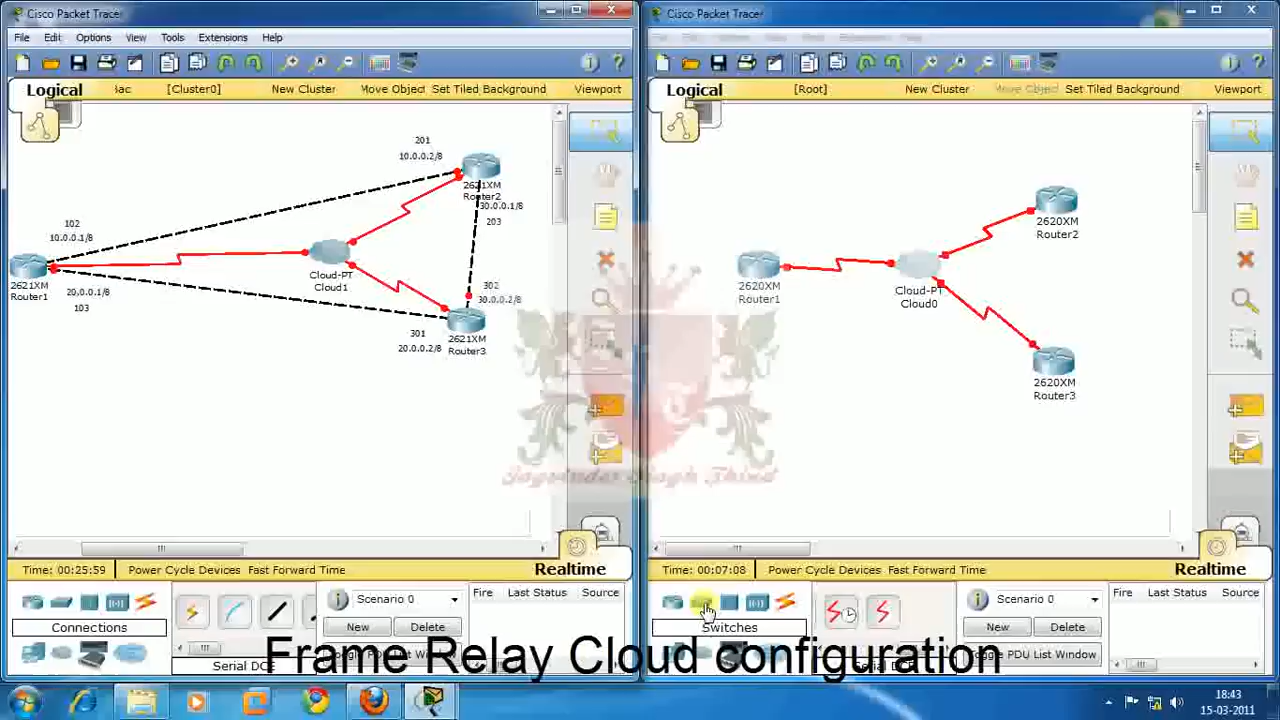 Cisco Packet Tracer
File Edit Options View Tools Extensions Help
Logical
[Cluster0]
New Cluster
Move Object
Set Tiled Background
Viewport
201
10.0.0.2/8
2621XM
Router2
30.0.0.1/8
203
102
10.0.0.1/8
2621XM
Router1
20.0.0.1/8
103
Cloud-PT
Cloud1
302
30.0.0.2/8
301
20.0.0.2/8
2621XM
Router3
Time: 00:25:59
Power Cycle Devices Fast Forward Time
Realtime
Scenario 0
Fire Last Status Source
Connections
New
Delete
Serial DCE
Cisco Packet Tracer
Logical
[Root]
New Cluster
Move Object
Set Tiled Background
Viewport
2620XM
Router2
2620XM
Router1
Cloud-PT
Cloud0
2620XM
Router3
Jagvinder Singh Thind
Time: 00:07:08
Power Cycle Devices Fast Forward Time
Realtime
Scenario 0
Fire Last Status Source
Switches
New
Delete
PDU List Window
Frame Relay Cloud configuration
18:43
15-03-2011